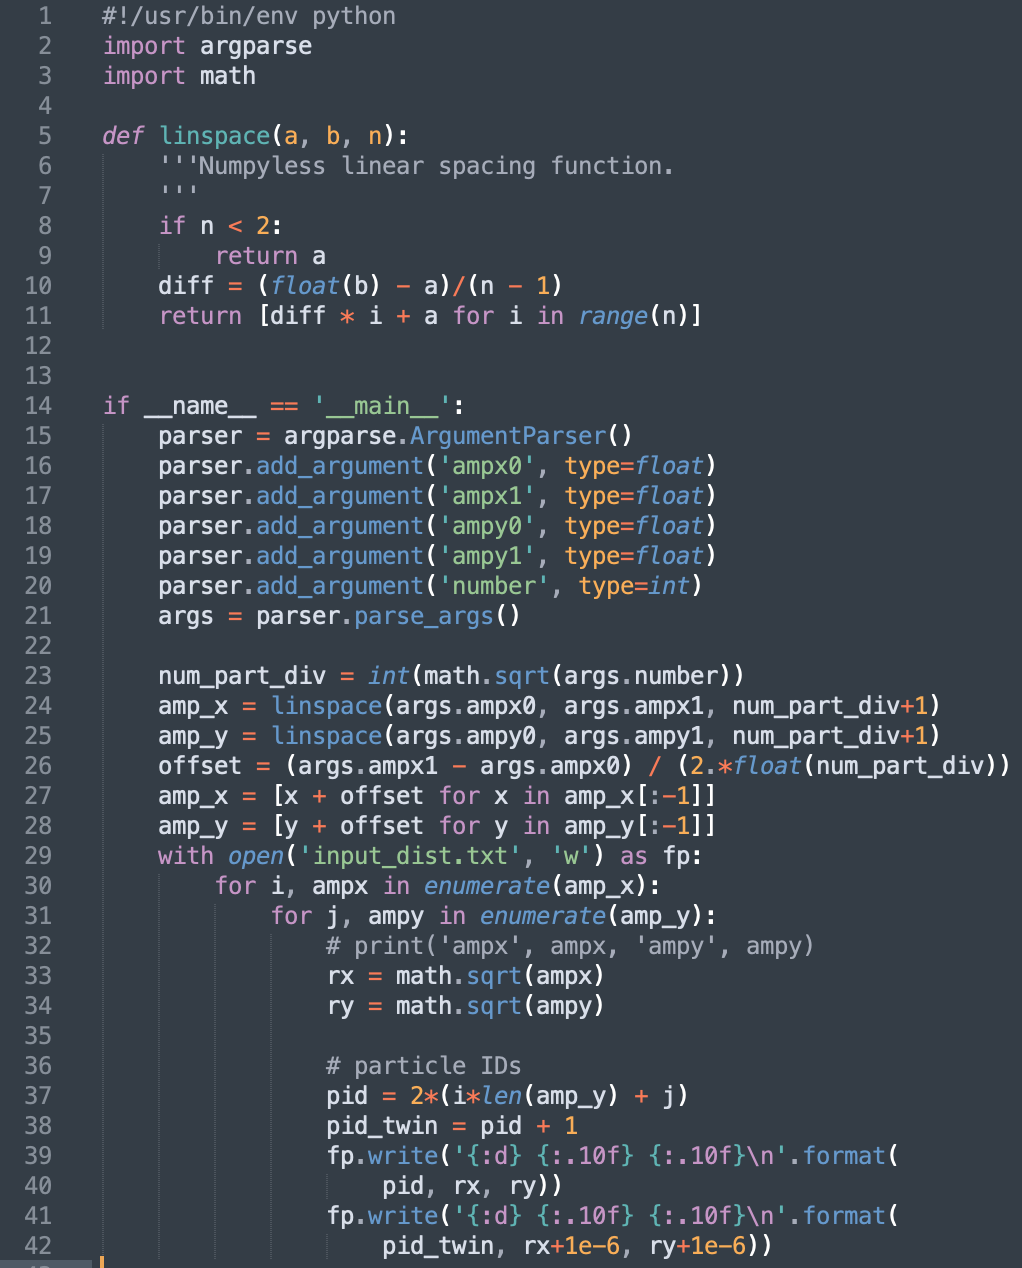 1 #!/usr/bin/env python
2 import argparse
3 import math
4
5 def linspace(a, b, n):
6     '''Numpyless linear spacing function.
7     '''
8     if n < 2:
9         return a
10     diff = (float(b) - a)/(n - 1)
11     return [diff * i + a for i in range(n)]
12
13
14 if __name__ == '__main__':
15     parser = argparse.ArgumentParser()
16     parser.add_argument('ampx0', type=float)
17     parser.add_argument('ampx1', type=float)
18     parser.add_argument('ampy0', type=float)
19     parser.add_argument('ampy1', type=float)
20     parser.add_argument('number', type=int)
21     args = parser.parse_args()
22
23     num_part_div = int(math.sqrt(args.number))
24     amp_x = linspace(args.ampx0, args.ampx1, num_part_div+1)
25     amp_y = linspace(args.ampy0, args.ampy1, num_part_div+1)
26     offset = (args.ampx1 - args.ampx0) / (2.*float(num_part_div))
27     amp_x = [x + offset for x in amp_x[:-1]]
28     amp_y = [y + offset for y in amp_y[:-1]]
29     with open('input_dist.txt', 'w') as fp:
30         for i, ampx in enumerate(amp_x):
31             for j, ampy in enumerate(amp_y):
32                 # print('ampx', ampx, 'ampy', ampy)
33                 rx = math.sqrt(ampx)
34                 ry = math.sqrt(ampy)
35
36                 # particle IDs
37                 pid = 2*(i*len(amp_y) + j)
38                 pid_twin = pid + 1
39                 fp.write('{:d} {:.10f} {:.10f}\n'.format(
40                     pid, rx, ry))
41                 fp.write('{:d} {:.10f} {:.10f}\n'.format(
42                     pid_twin, rx+1e-6, ry+1e-6))